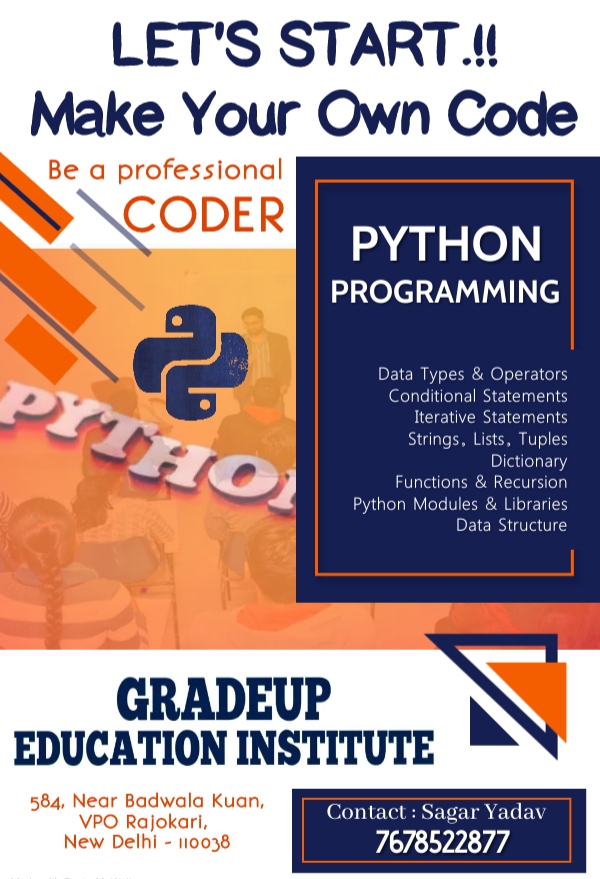 LET'S START.!!
Make Your Own Code
Be a professional
CODER
PYTHON
PROGRAMMING
Data Types & Operators
Conditional Statements
Iterative Statements
Strings, Lists, Tuples
Dictionary
Functions & Recursion
Python Modules & Libraries
Data Structure
PYTHON
GRADEUP
EDUCATION INSTITUTE
584, Near Badwala Kuan,
VPO Rajokari,
New Delhi - 110038
Contact : Sagar Yadav
7678522877